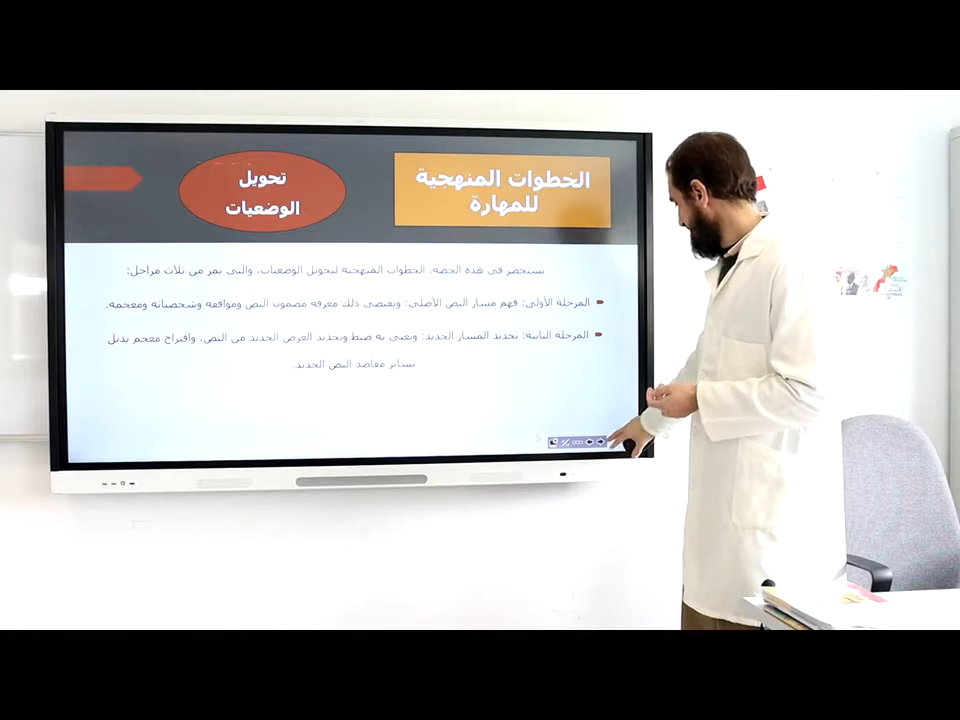 الخطوات المنهجية
للمهارة
تحويل
الوضعيات
نستحضر في هذه الحصة، الخطوات المنهجية لتحويل الوضعيات، والتي تمر من ثلاث مراحل:
المرحلة الأولى: فهم مسار النص الأصلي: ويقتضي ذلك معرفة مضمون النص ومواقفه وشخصياته ومعجمه.
المرحلة الثانية: تحديد المسار الجديد: ويعني به ضبط وتحديد الغرض الجديد من النص، واقتراح معجم بديل
يساير مقاصد النص الجديد.